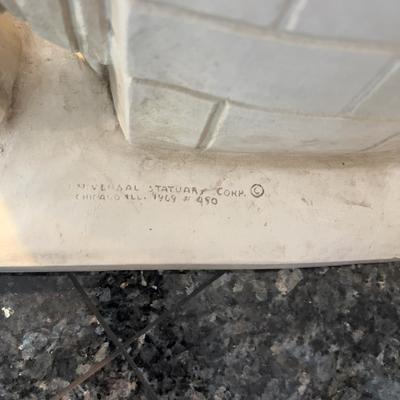 UNIVERSAL STATUARY CORP. ©
CHICAGO ILL. 1969 # 490